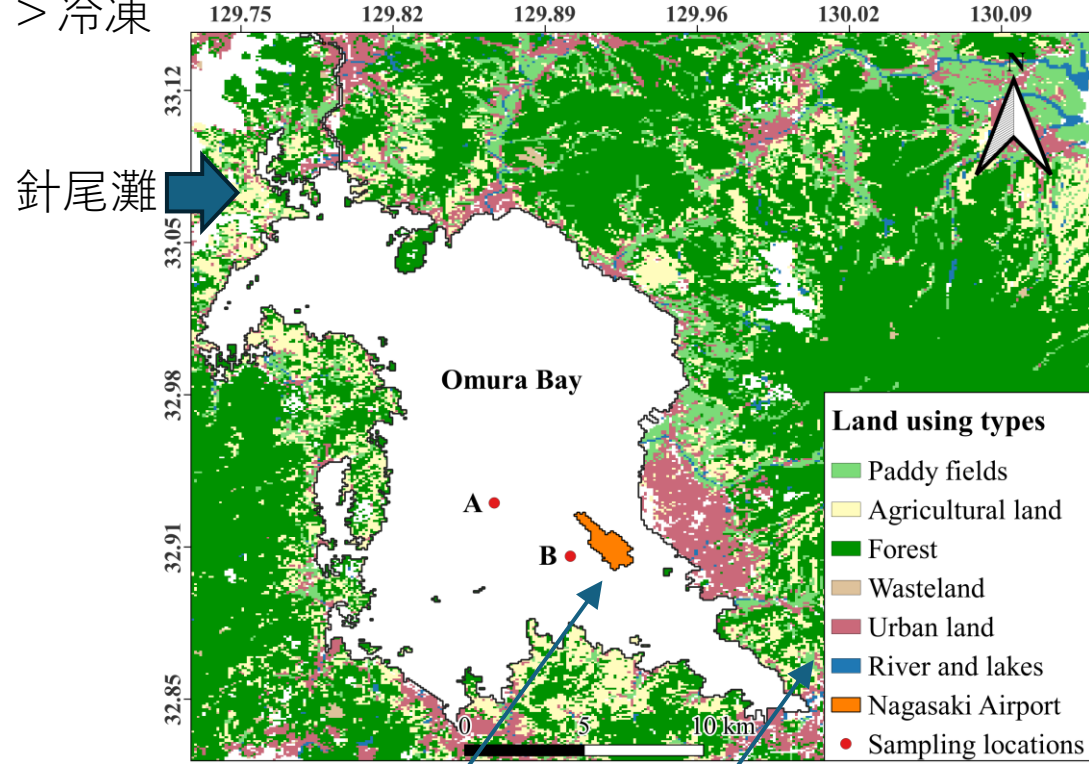 > 冷凍
129.75 129.82 129.89 129.96 130.02 130.09
33.12
N
針尾灘
33.05
32.98
Omura Bay
Land using types
Paddy fields
Agricultural land
A
Forest
32.91
B
Wasteland
Urban land
River and lakes
32.85
Nagasaki Airport
0 5 10 km
Sampling locations